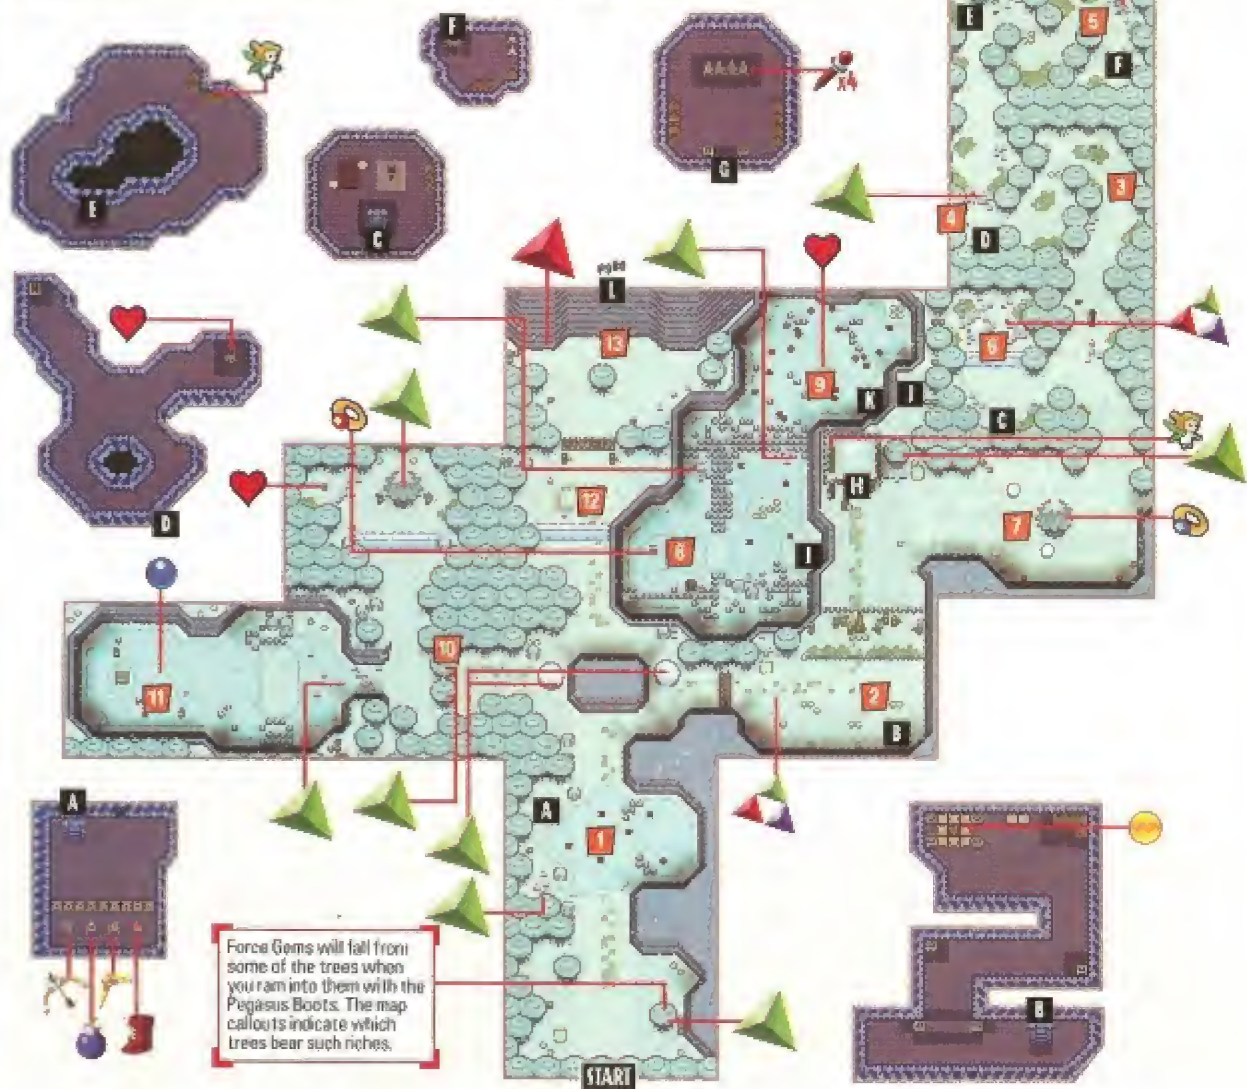 F
E
5
F
x4
G
E
C
3
4
D
L
13
6
9
K
J
C
D
12
H
7
8
I
10
11
2
B
A
A
1
B
Force Gems will fall from
some of the trees when
you ram into them with the
Pegasus Boots. The map
callouts indicate which
trees bear such riches.
START